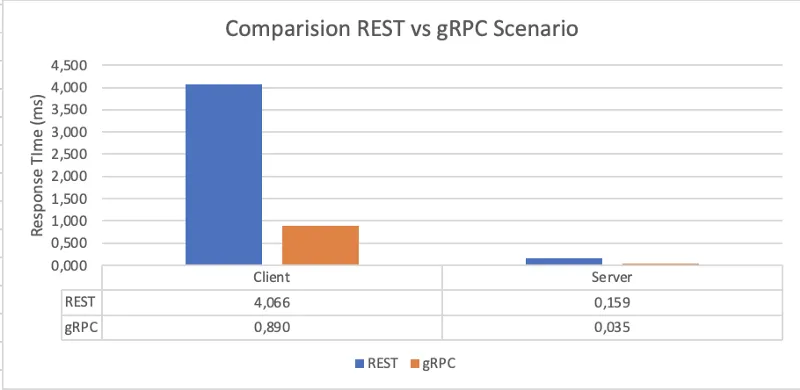 Comparision REST vs gRPC Scenario
Response TIme (ms)
4,500
4,000
3,500
3,000
2,500
2,000
1,500
1,000
0,500
0,000
Client Server
REST 4,066 0,159
gRPC 0,890 0,035
REST gRPC